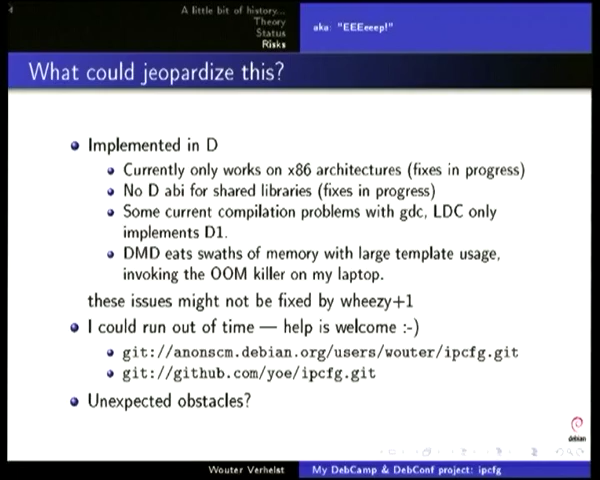 A little bit of history...
Theory
Status
Risks
aka: "EEEeeep!"
What could jeopardize this?
Implemented in D
Currently only works on x86 architectures (fixes in progress)
No D abi for shared libraries (fixes in progress)
Some current compilation problems with gdc, LDC only
implements D1.
DMD eats swaths of memory with large template usage,
invoking the OOM killer on my laptop.
these issues might not be fixed by wheezy+1
I could run out of time — help is welcome :-)
git://anonscm.debian.org/users/wouter/ipcfg.git
git://github.com/yoe/ipcfg.git
Unexpected obstacles?
debian
Wouter Verhelst
My DebCamp & DebConf project: ipcfg